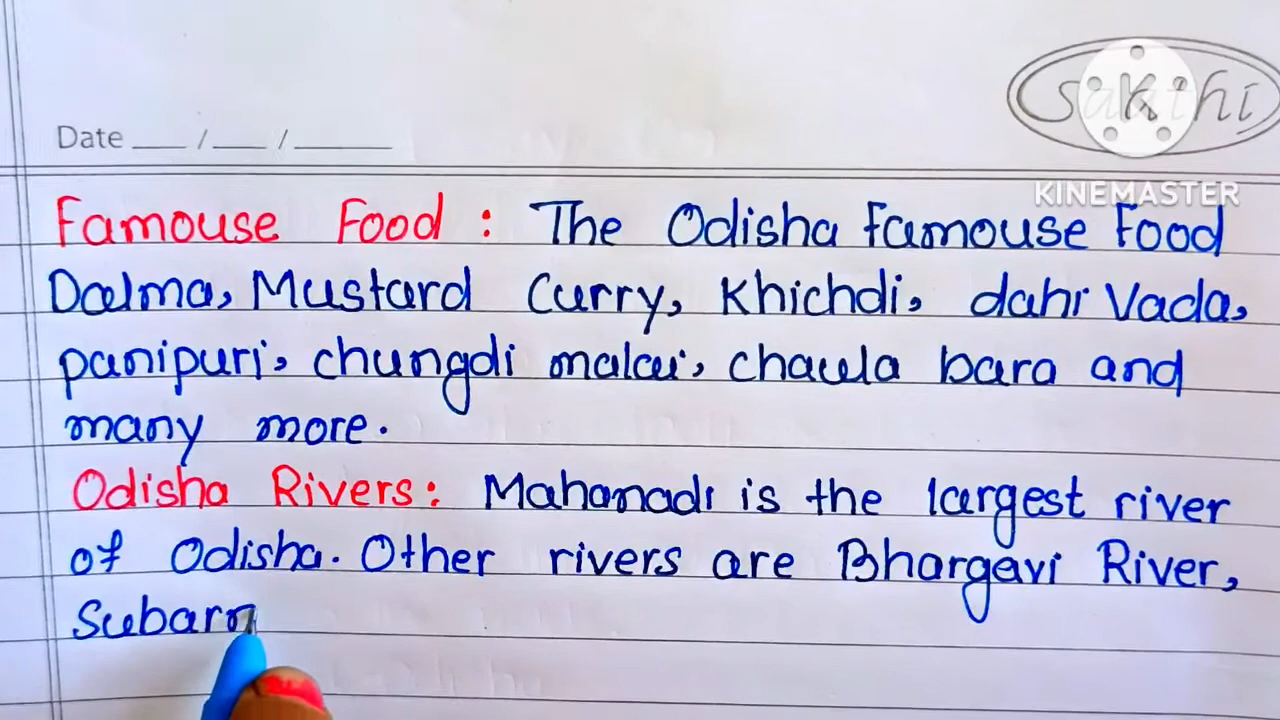 Sakthi
KINEMASTER
Date ___ / ___ / ______
Famouse Food : The Odisha famouse Food
Dalma, Mustard Curry, Khichdi, dahi Vada,
panipuri, chungdi malai, chaula bara and
many more.
Odisha Rivers: Mahanadi is the largest river
of Odisha. Other rivers are Bhargavi River,
Subarn